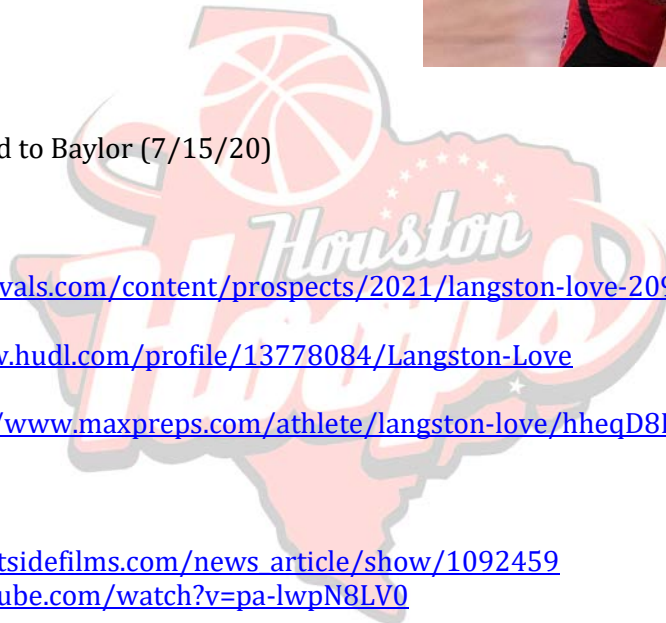 d to Baylor (7/15/20)
Houston
Hoops
vals.com/content/prospects/2021/langston-love-209
w.hudl.com/profile/13778084/Langston-Love
/www.maxpreps.com/athlete/langston-love/hheqD8
tsidefilms.com/news_article/show/1092459
ube.com/watch?v=pa-lwpN8LV0